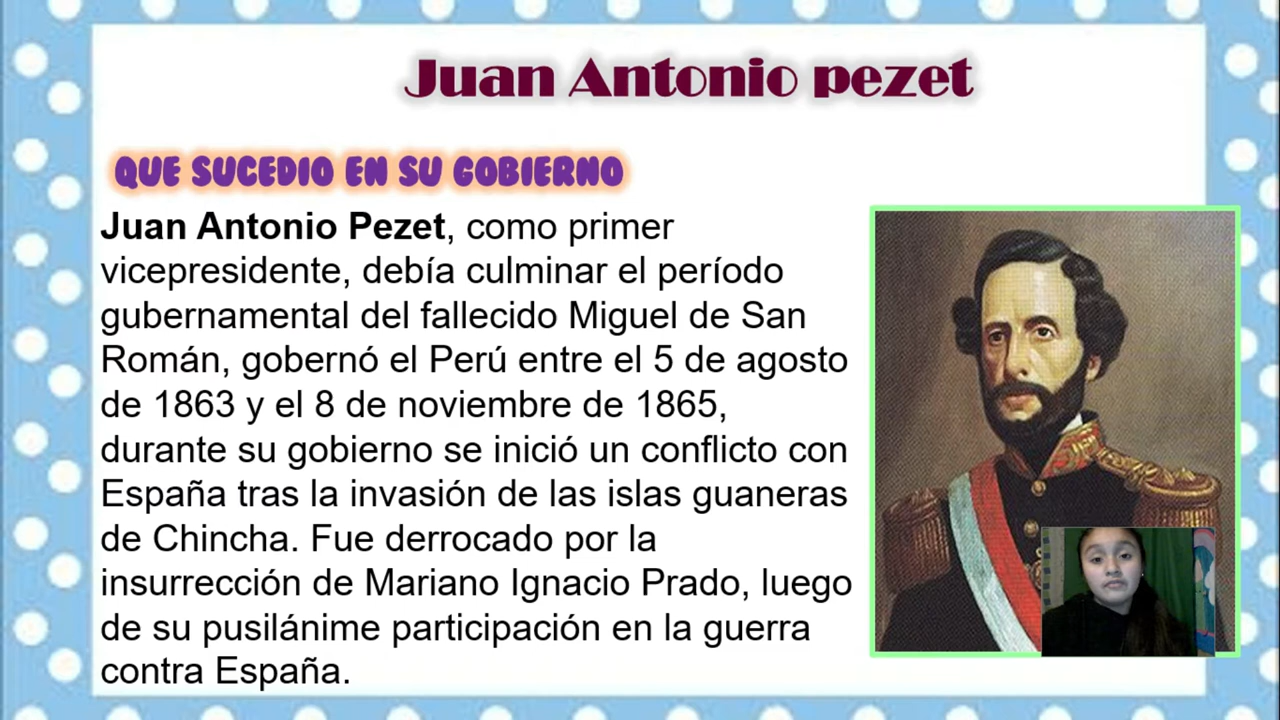 Juan Antonio pezet
QUE SUCEDIO EN SU GOBIERNO
Juan Antonio Pezet, como primer
vicepresidente, debía culminar el período
gubernamental del fallecido Miguel de San
Román, gobernó el Perú entre el 5 de agosto
de 1863 y el 8 de noviembre de 1865,
durante su gobierno se inició un conflicto con
España tras la invasión de las islas guaneras
de Chincha. Fue derrocado por la
insurrección de Mariano Ignacio Prado, luego
de su pusilánime participación en la guerra
contra España.